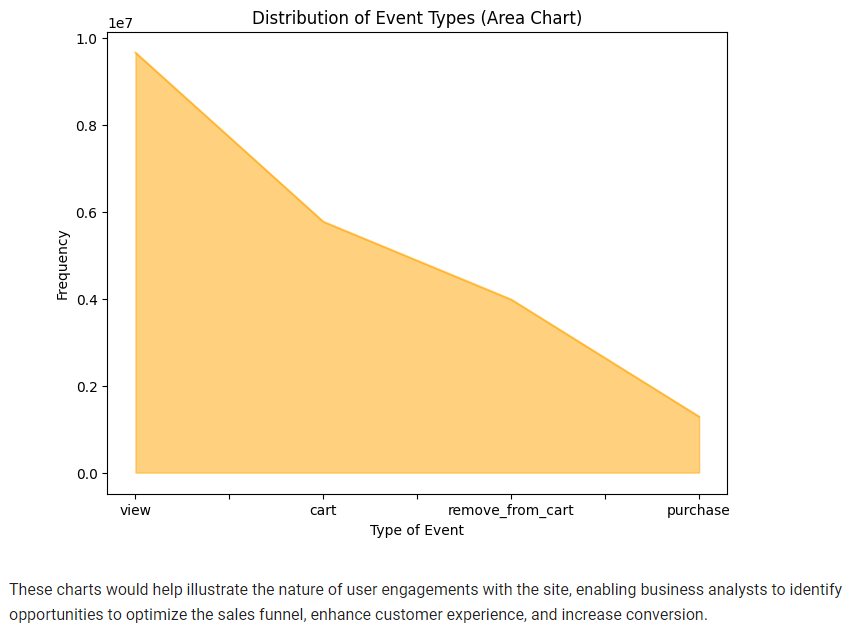 Distribution of Event Types (Area Chart)
1e7
1.0
0.8
0.6
0.4
0.2
0.0
Frequency
view cart remove_from_cart purchase
Type of Event
These charts would help illustrate the nature of user engagements with the site, enabling business analysts to identify
opportunities to optimize the sales funnel, enhance customer experience, and increase conversion.